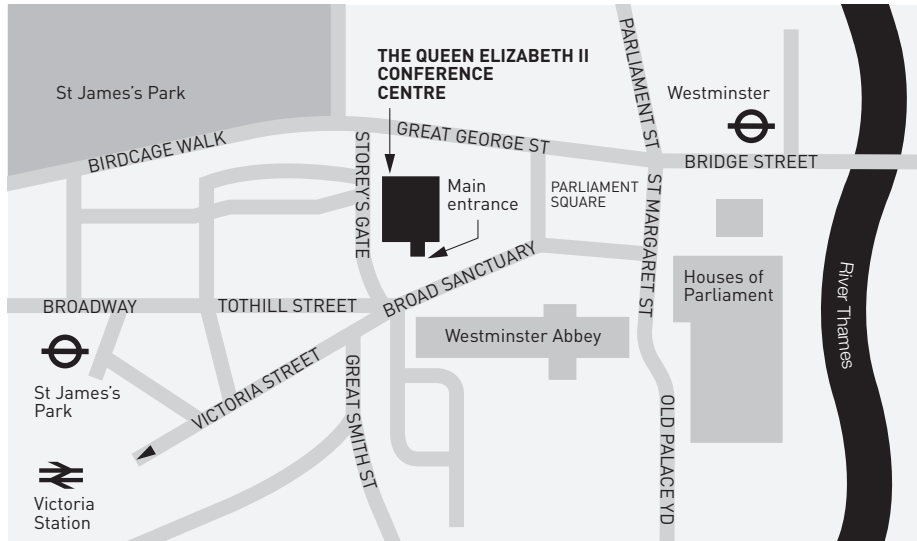 THE QUEEN ELIZABETH II
CONFERENCE
CENTRE
St James's Park
PARLIAMENT ST
Westminster
BIRDCAGE WALK
GREAT GEORGE ST
BRIDGE STREET
STOREY'S GATE
Main
entrance
PARLIAMENT
SQUARE
ST MARGARET ST
BROAD SANCTUARY
Houses of
Parliament
River Thames
BROADWAY
TOTHILL STREET
Westminster Abbey
St James's
Park
VICTORIA STREET
GREAT SMITH ST
OLD PALACE YD
Victoria
Station